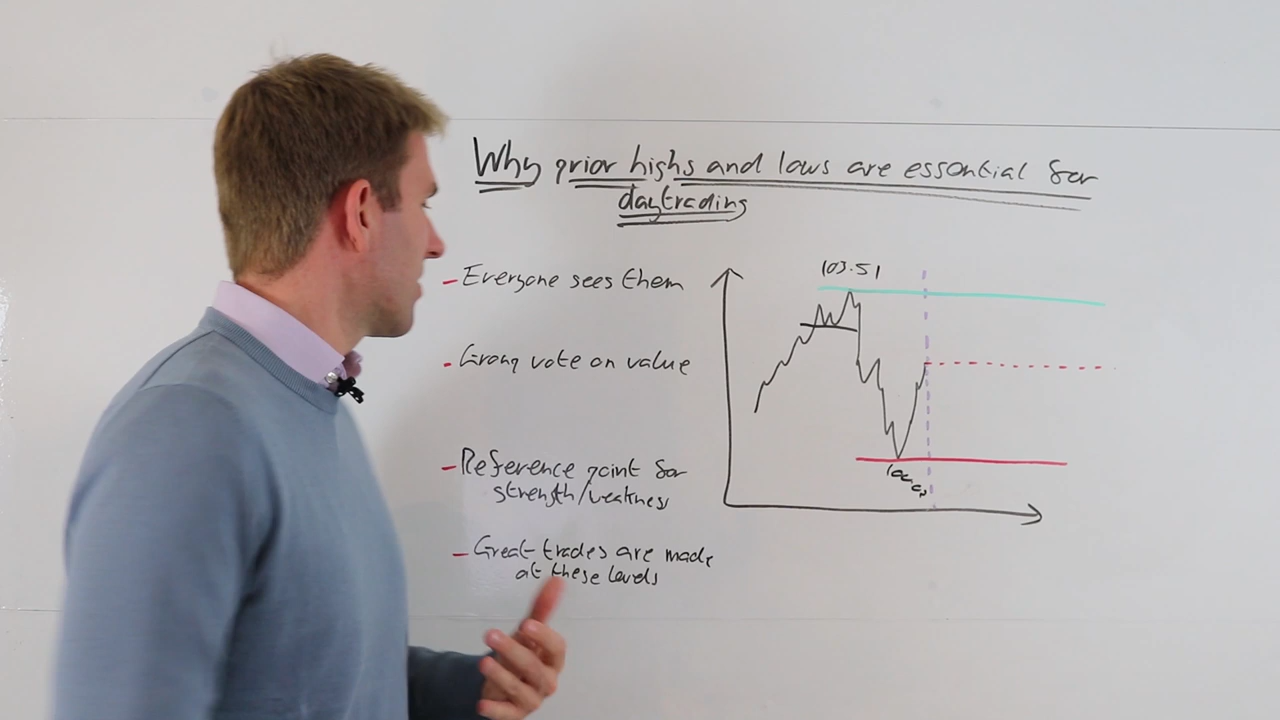 Why prior highs and lows are essential for
daytrading
- Everyone sees them
- Group vote on value
- Reference point for
strength/weakness
- Great trades are made
at these levels
103.51